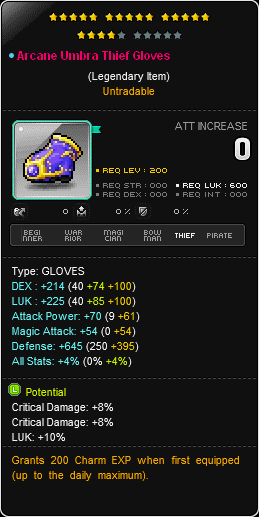 Arcane Umbra Thief Gloves
(Legendary Item)
Untradable
ATT INCREASE
0
REQ LEV : 200
REQ STR : 000 REQ LUK : 600
REQ DEX : 000 REQ INT : 000
0 0 % 0 %
BEGINNER WARRIOR MAGICIAN BOWMAN THIEF PIRATE
Type: GLOVES
DEX : +214 (40 +74 +100)
LUK : +225 (40 +85 +100)
Attack Power: +70 (9 +61)
Magic Attack: +54 (0 +54)
Defense: +645 (250 +395)
All Stats: +4% (0% +4%)
L Potential
Critical Damage: +8%
Critical Damage: +8%
LUK: +10%
Grants 200 Charm EXP when first equipped
(up to the daily maximum).